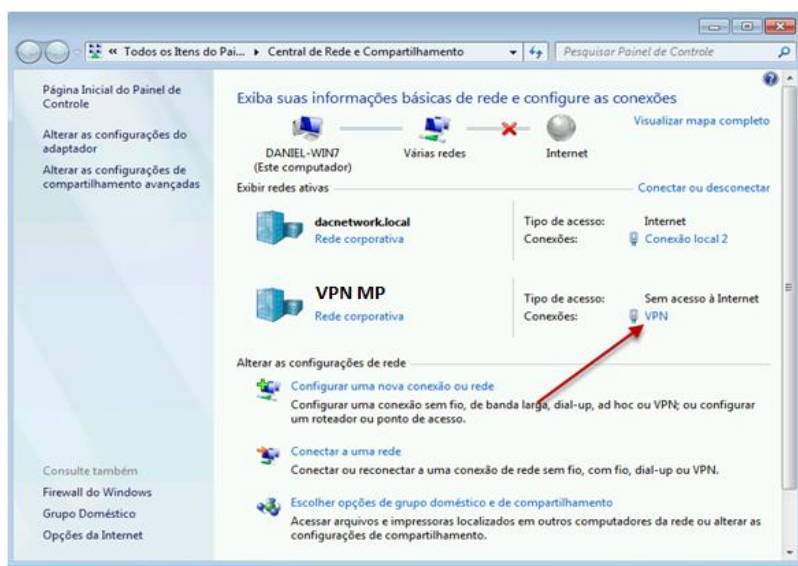 « Todos os Itens do Pai... ▸ Central de Rede e Compartilhamento
Pesquisar Painel de Controle
Página Inicial do Painel de
Controle
Alterar as configurações do
adaptador
Alterar as configurações de
compartilhamento avançadas
Exiba suas informações básicas de rede e configure as conexões
Visualizar mapa completo
DANIEL-WIN7
(Este computador)
Várias redes
Internet
Exibir redes ativas
Conectar ou desconectar
dacnetwork.local
Rede corporativa
Tipo de acesso: Internet
Conexões: Conexão local 2
VPN MP
Rede corporativa
Tipo de acesso: Sem acesso à Internet
Conexões: VPN
Alterar as configurações de rede
Configurar uma nova conexão ou rede
Configurar uma conexão sem fio, de banda larga, dial-up, ad hoc ou VPN; ou configurar
um roteador ou ponto de acesso.
Conectar a uma rede
Conectar ou reconectar a uma conexão de rede sem fio, com fio, dial-up ou VPN.
Escolher opções de grupo doméstico e de compartilhamento
Acessar arquivos e impressoras localizados em outros computadores da rede ou alterar as
configurações de compartilhamento.
Consulte também
Firewall do Windows
Grupo Doméstico
Opções da Internet